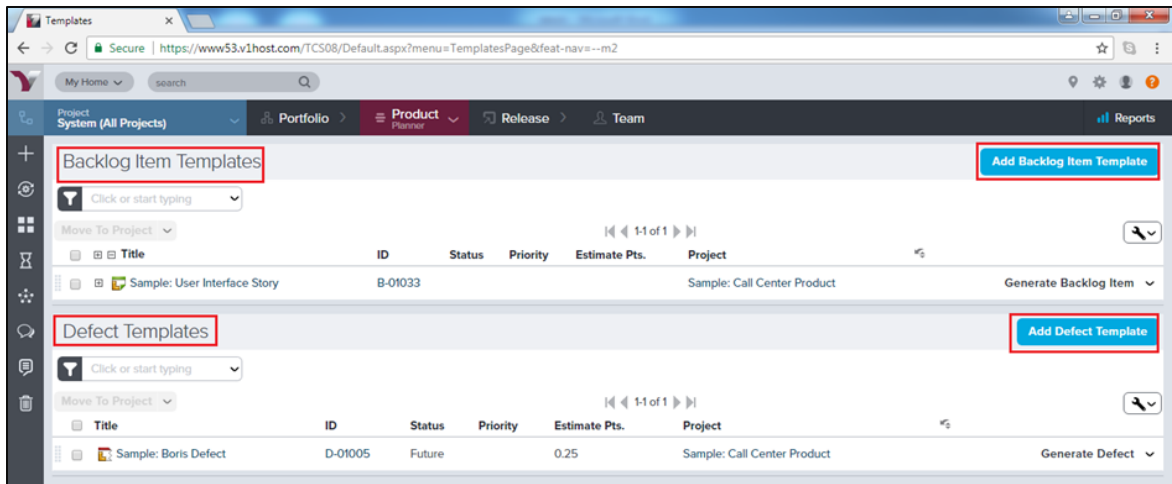 Templates
Secure | https://www53.v1host.com/TCS08/Default.aspx?menu=TemplatesPage&feat-nav=--m2
My Home
search
Project
System (All Projects)
Portfolio
Product
Planner
Release
Team
Reports
Backlog Item Templates
Add Backlog Item Template
Click or start typing
Move To Project
1-1 of 1
Title ID Status Priority Estimate Pts. Project
Sample: User Interface Story B-01033 Sample: Call Center Product Generate Backlog Item
Defect Templates
Add Defect Template
Click or start typing
Move To Project
1-1 of 1
Title ID Status Priority Estimate Pts. Project
Sample: Boris Defect D-01005 Future 0.25 Sample: Call Center Product Generate Defect